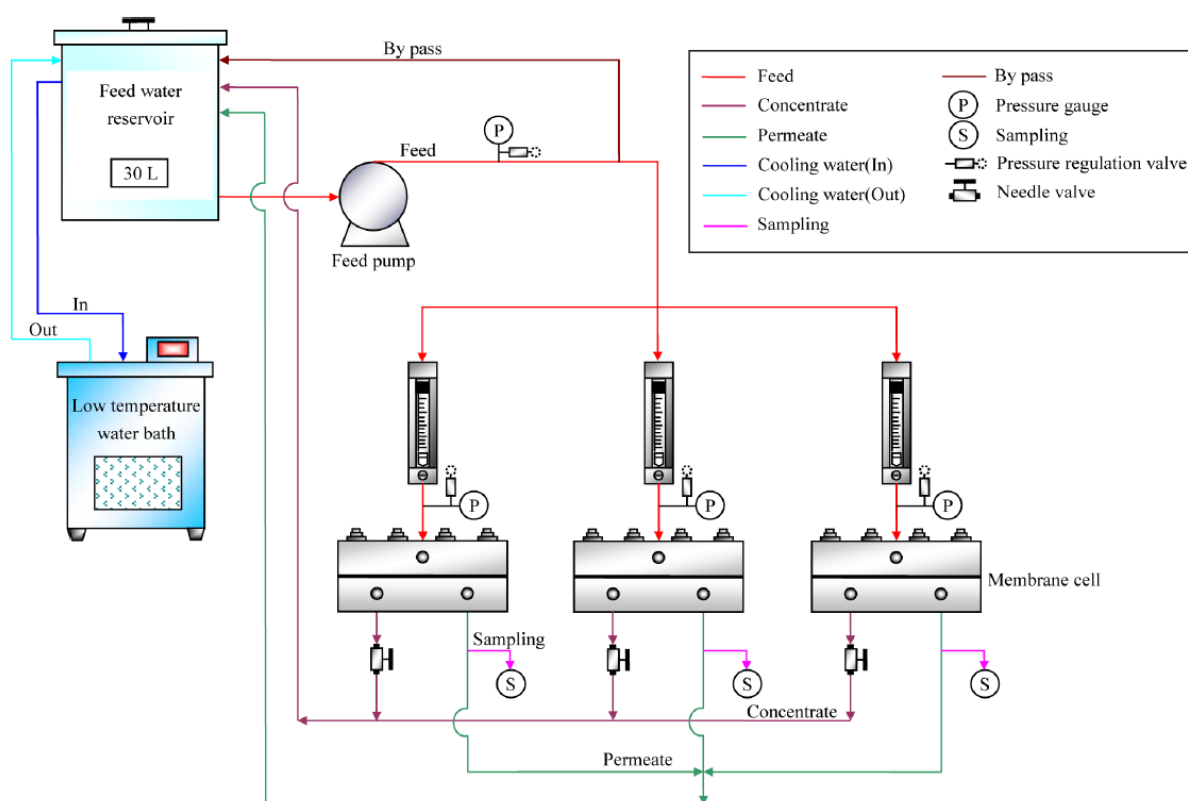 By pass
Feed water
reservoir
30 L
Feed
P
Feed pump
In
Out
Low temperature
water bath
Feed
Concentrate
Permeate
Cooling water(In)
Cooling water(Out)
Sampling
By pass
P Pressure gauge
S Sampling
Pressure regulation valve
Needle valve
P
P
P
Membrane cell
Sampling
S
S
S
Concentrate
Permeate